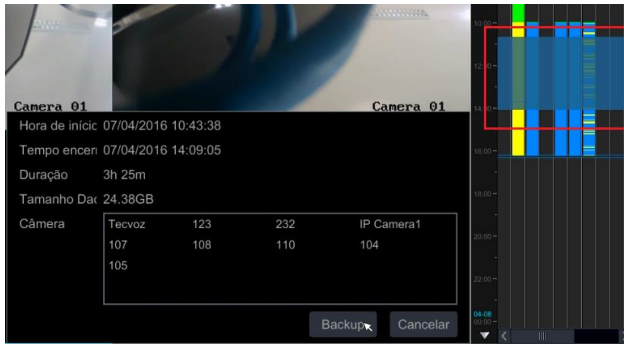 Camera 01
Camera 01
Hora de início 07/04/2016 10:43:38
Tempo encerr 07/04/2016 14:09:05
Duração 3h 25m
Tamanho Dad 24.38GB
Câmera
Tecvoz 123 232 IP Camera1
107 108 110 104
105
Backup Cancelar
10:00
12:00
14:00
16:00
18:00
20:00
22:00
04-08
00:00